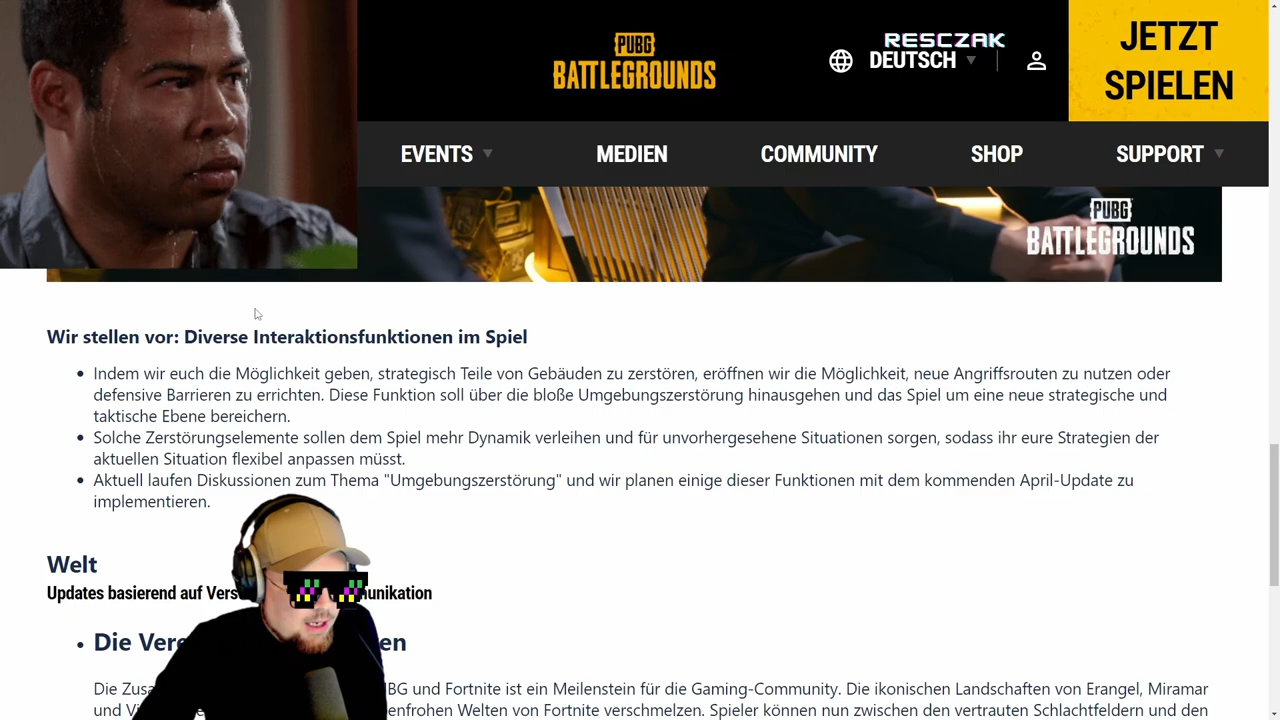 RESCZAK
PUBG
BATTLEGROUNDS
DEUTSCH
JETZT
SPIELEN
EVENTS
MEDIEN
COMMUNITY
SHOP
SUPPORT
PUBG
BATTLEGROUNDS
Wir stellen vor: Diverse Interaktionsfunktionen im Spiel
Indem wir euch die Möglichkeit geben, strategisch Teile von Gebäuden zu zerstören, eröffnen wir die Möglichkeit, neue Angriffsrouten zu nutzen oder
defensive Barrieren zu errichten. Diese Funktion soll über die bloße Umgebungszerstörung hinausgehen und das Spiel um eine neue strategische und
taktische Ebene bereichern.
Solche Zerstörungselemente sollen dem Spiel mehr Dynamik verleihen und für unvorhergesehene Situationen sorgen, sodass ihr eure Strategien der
aktuellen Situation flexibel anpassen müsst.
Aktuell laufen Diskussionen zum Thema "Umgebungszerstörung" und wir planen einige dieser Funktionen mit dem kommenden April-Update zu
implementieren.
Welt
Updates basierend auf
Die
Die und Fortnite ist ein Meilenstein für die Gaming-Community. Die ikonischen Landschaften von Erangel, Miramar
und Welten von Fortnite verschmelzen. Spieler können nun zwischen den vertrauten Schlachtfeldern und den